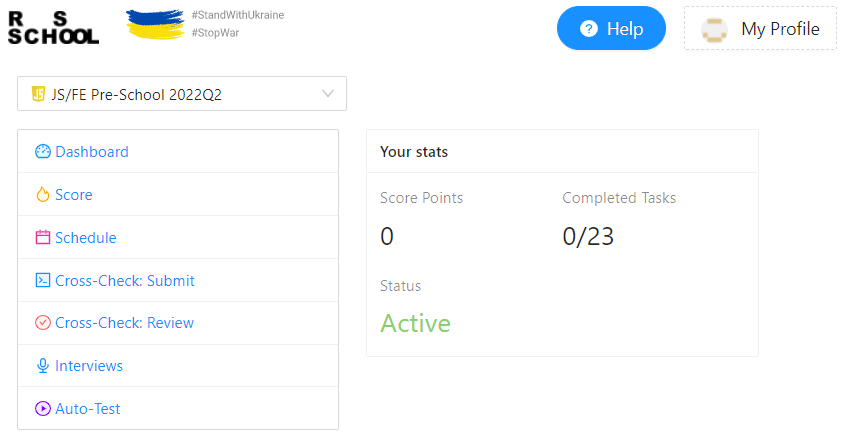 RS
SCHOOL
#StandWithUkraine
#StopWar
Help
My Profile
JS JS/FE Pre-School 2022Q2
Dashboard
Score
Schedule
Cross-Check: Submit
Cross-Check: Review
Interviews
Auto-Test
Your stats
Score Points
Completed Tasks
0
0/23
Status
Active